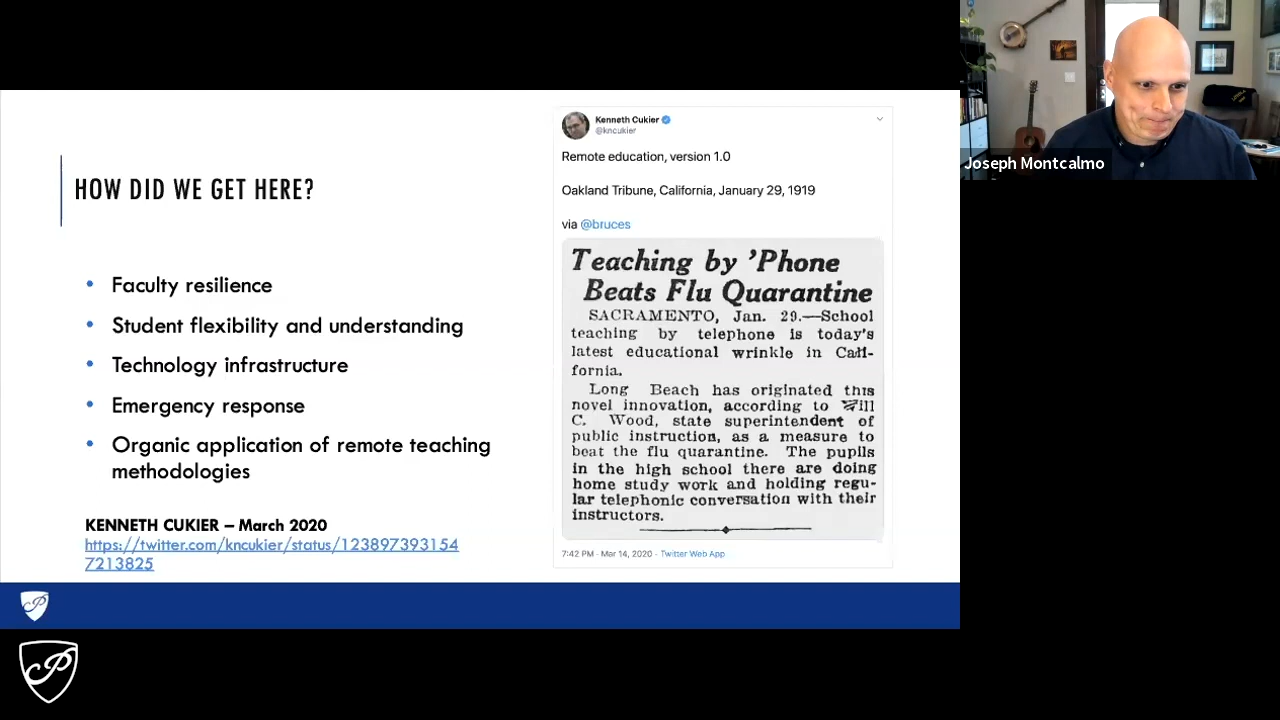 HOW DID WE GET HERE?
• Faculty resilience
• Student flexibility and understanding
• Technology infrastructure
• Emergency response
• Organic application of remote teaching
methodologies
KENNETH CUKIER – March 2020
https://twitter.com/kncukier/status/123897393154
7213825
Kenneth Cukier
@kncukier
Remote education, version 1.0
Oakland Tribune, California, January 29, 1919
via @bruces
Teaching by 'Phone
Beats Flu Quarantine
SACRAMENTO, Jan. 29.—School
teaching by telephone is today's
latest educational wrinkle in Cali-
fornia.
Long Beach has originated this
novel innovation, according to Will
C. Wood, state superintendent of
public instruction, as a measure to
beat the flu quarantine. The pupils
in the high school there are doing
home study work and holding regu-
lar telephonic conversation with their
instructors.
7:42 PM · Mar 14, 2020 · Twitter Web App
Joseph Montcalmo